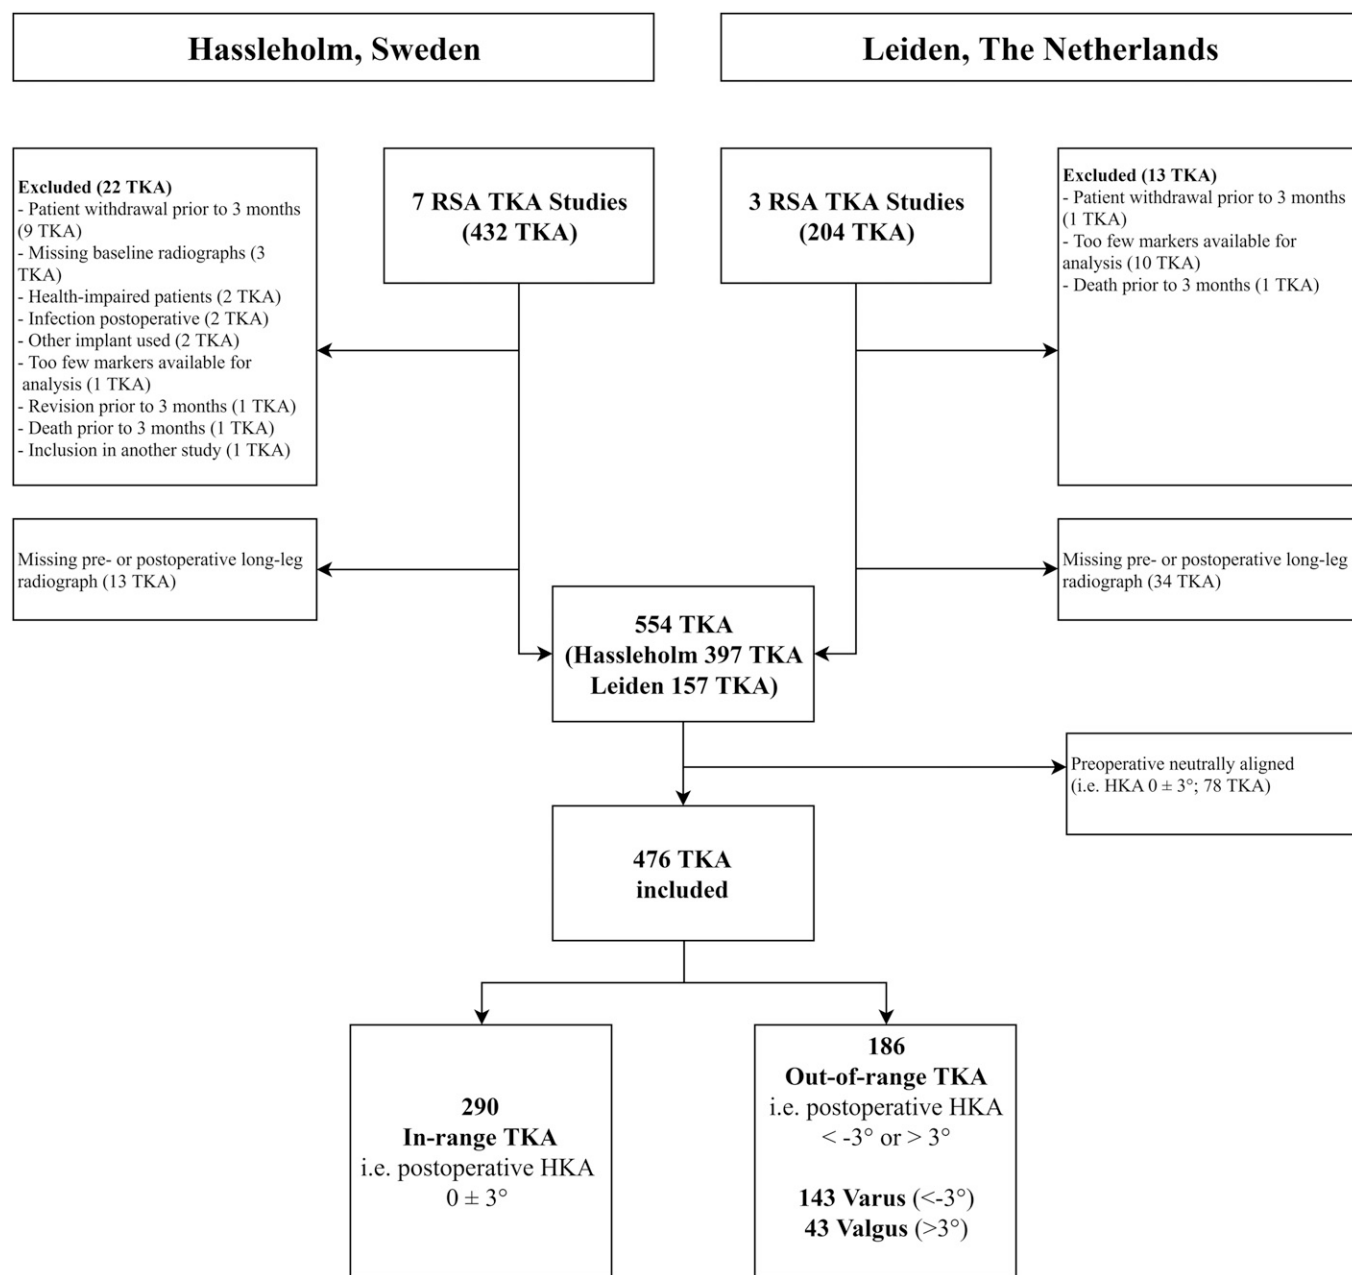 Hassleholm, Sweden
Leiden, The Netherlands
Excluded (22 TKA)
- Patient withdrawal prior to 3 months
(9 TKA)
- Missing baseline radiographs (3
TKA)
- Health-impaired patients (2 TKA)
- Infection postoperative (2 TKA)
- Other implant used (2 TKA)
- Too few markers available for
analysis (1 TKA)
- Revision prior to 3 months (1 TKA)
- Death prior to 3 months (1 TKA)
- Inclusion in another study (1 TKA)
7 RSA TKA Studies
(432 TKA)
3 RSA TKA Studies
(204 TKA)
Excluded (13 TKA)
- Patient withdrawal prior to 3 months
(1 TKA)
- Too few markers available for
analysis (10 TKA)
- Death prior to 3 months (1 TKA)
Missing pre- or postoperative long-leg
radiograph (13 TKA)
Missing pre- or postoperative long-leg
radiograph (34 TKA)
554 TKA
(Hassleholm 397 TKA
Leiden 157 TKA)
Preoperative neutrally aligned
(i.e. HKA 0 ± 3°; 78 TKA)
476 TKA
included
290
In-range TKA
i.e. postoperative HKA
0 ± 3°
186
Out-of-range TKA
i.e. postoperative HKA
< -3° or > 3°
143 Varus (<-3°)
43 Valgus (>3°)